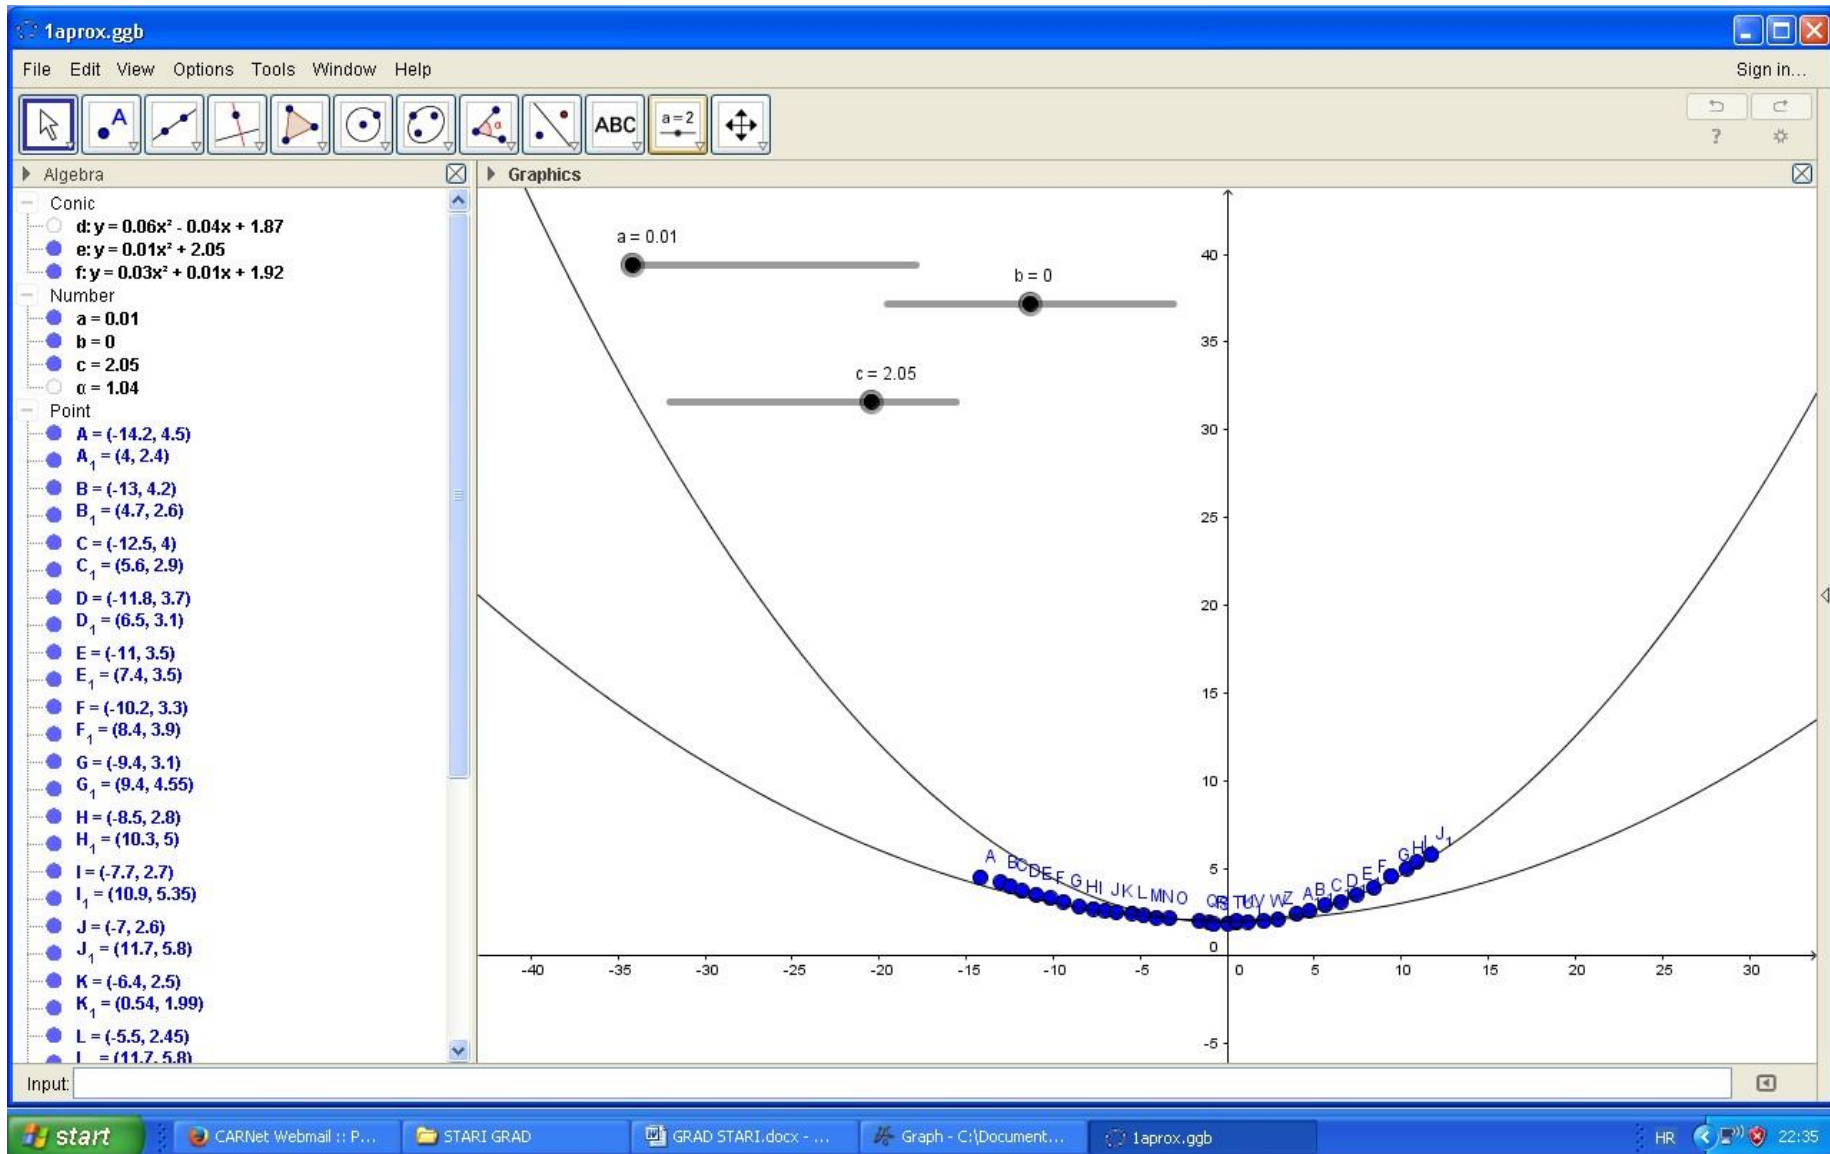 1aprox.ggb
File Edit View Options Tools Window Help
Sign in...
A
α
ABC
a=2
?
Algebra
Graphics
Conic
d: y = 0.06x² - 0.04x + 1.87
e: y = 0.01x² + 2.05
f: y = 0.03x² + 0.01x + 1.92
Number
a = 0.01
b = 0
c = 2.05
α = 1.04
Point
A = (-14.2, 4.5)
A₁ = (4, 2.4)
B = (-13, 4.2)
B₁ = (4.7, 2.6)
C = (-12.5, 4)
C₁ = (5.6, 2.9)
D = (-11.8, 3.7)
D₁ = (6.5, 3.1)
E = (-11, 3.5)
E₁ = (7.4, 3.5)
F = (-10.2, 3.3)
F₁ = (8.4, 3.9)
G = (-9.4, 3.1)
G₁ = (9.4, 4.55)
H = (-8.5, 2.8)
H₁ = (10.3, 5)
I = (-7.7, 2.7)
I₁ = (10.9, 5.35)
J = (-7, 2.6)
J₁ = (11.7, 5.8)
K = (-6.4, 2.5)
K₁ = (0.54, 1.99)
L = (-5.5, 2.45)
= (11.7, 5.8)
a = 0.01
b = 0
c = 2.05
40
35
30
25
20
15
10
5
0
-5
-40 -35 -30 -25 -20 -15 -10 -5 0 5 10 15 20 25 30
A B C D E F G H I J K L M N O
T
W Z A B C D E F G H J₁
Input:
start
CARNet Webmail :: P...
STARI GRAD
GRAD STARI.docx - ...
Graph - C:\Document...
1aprox.ggb
HR
22:35